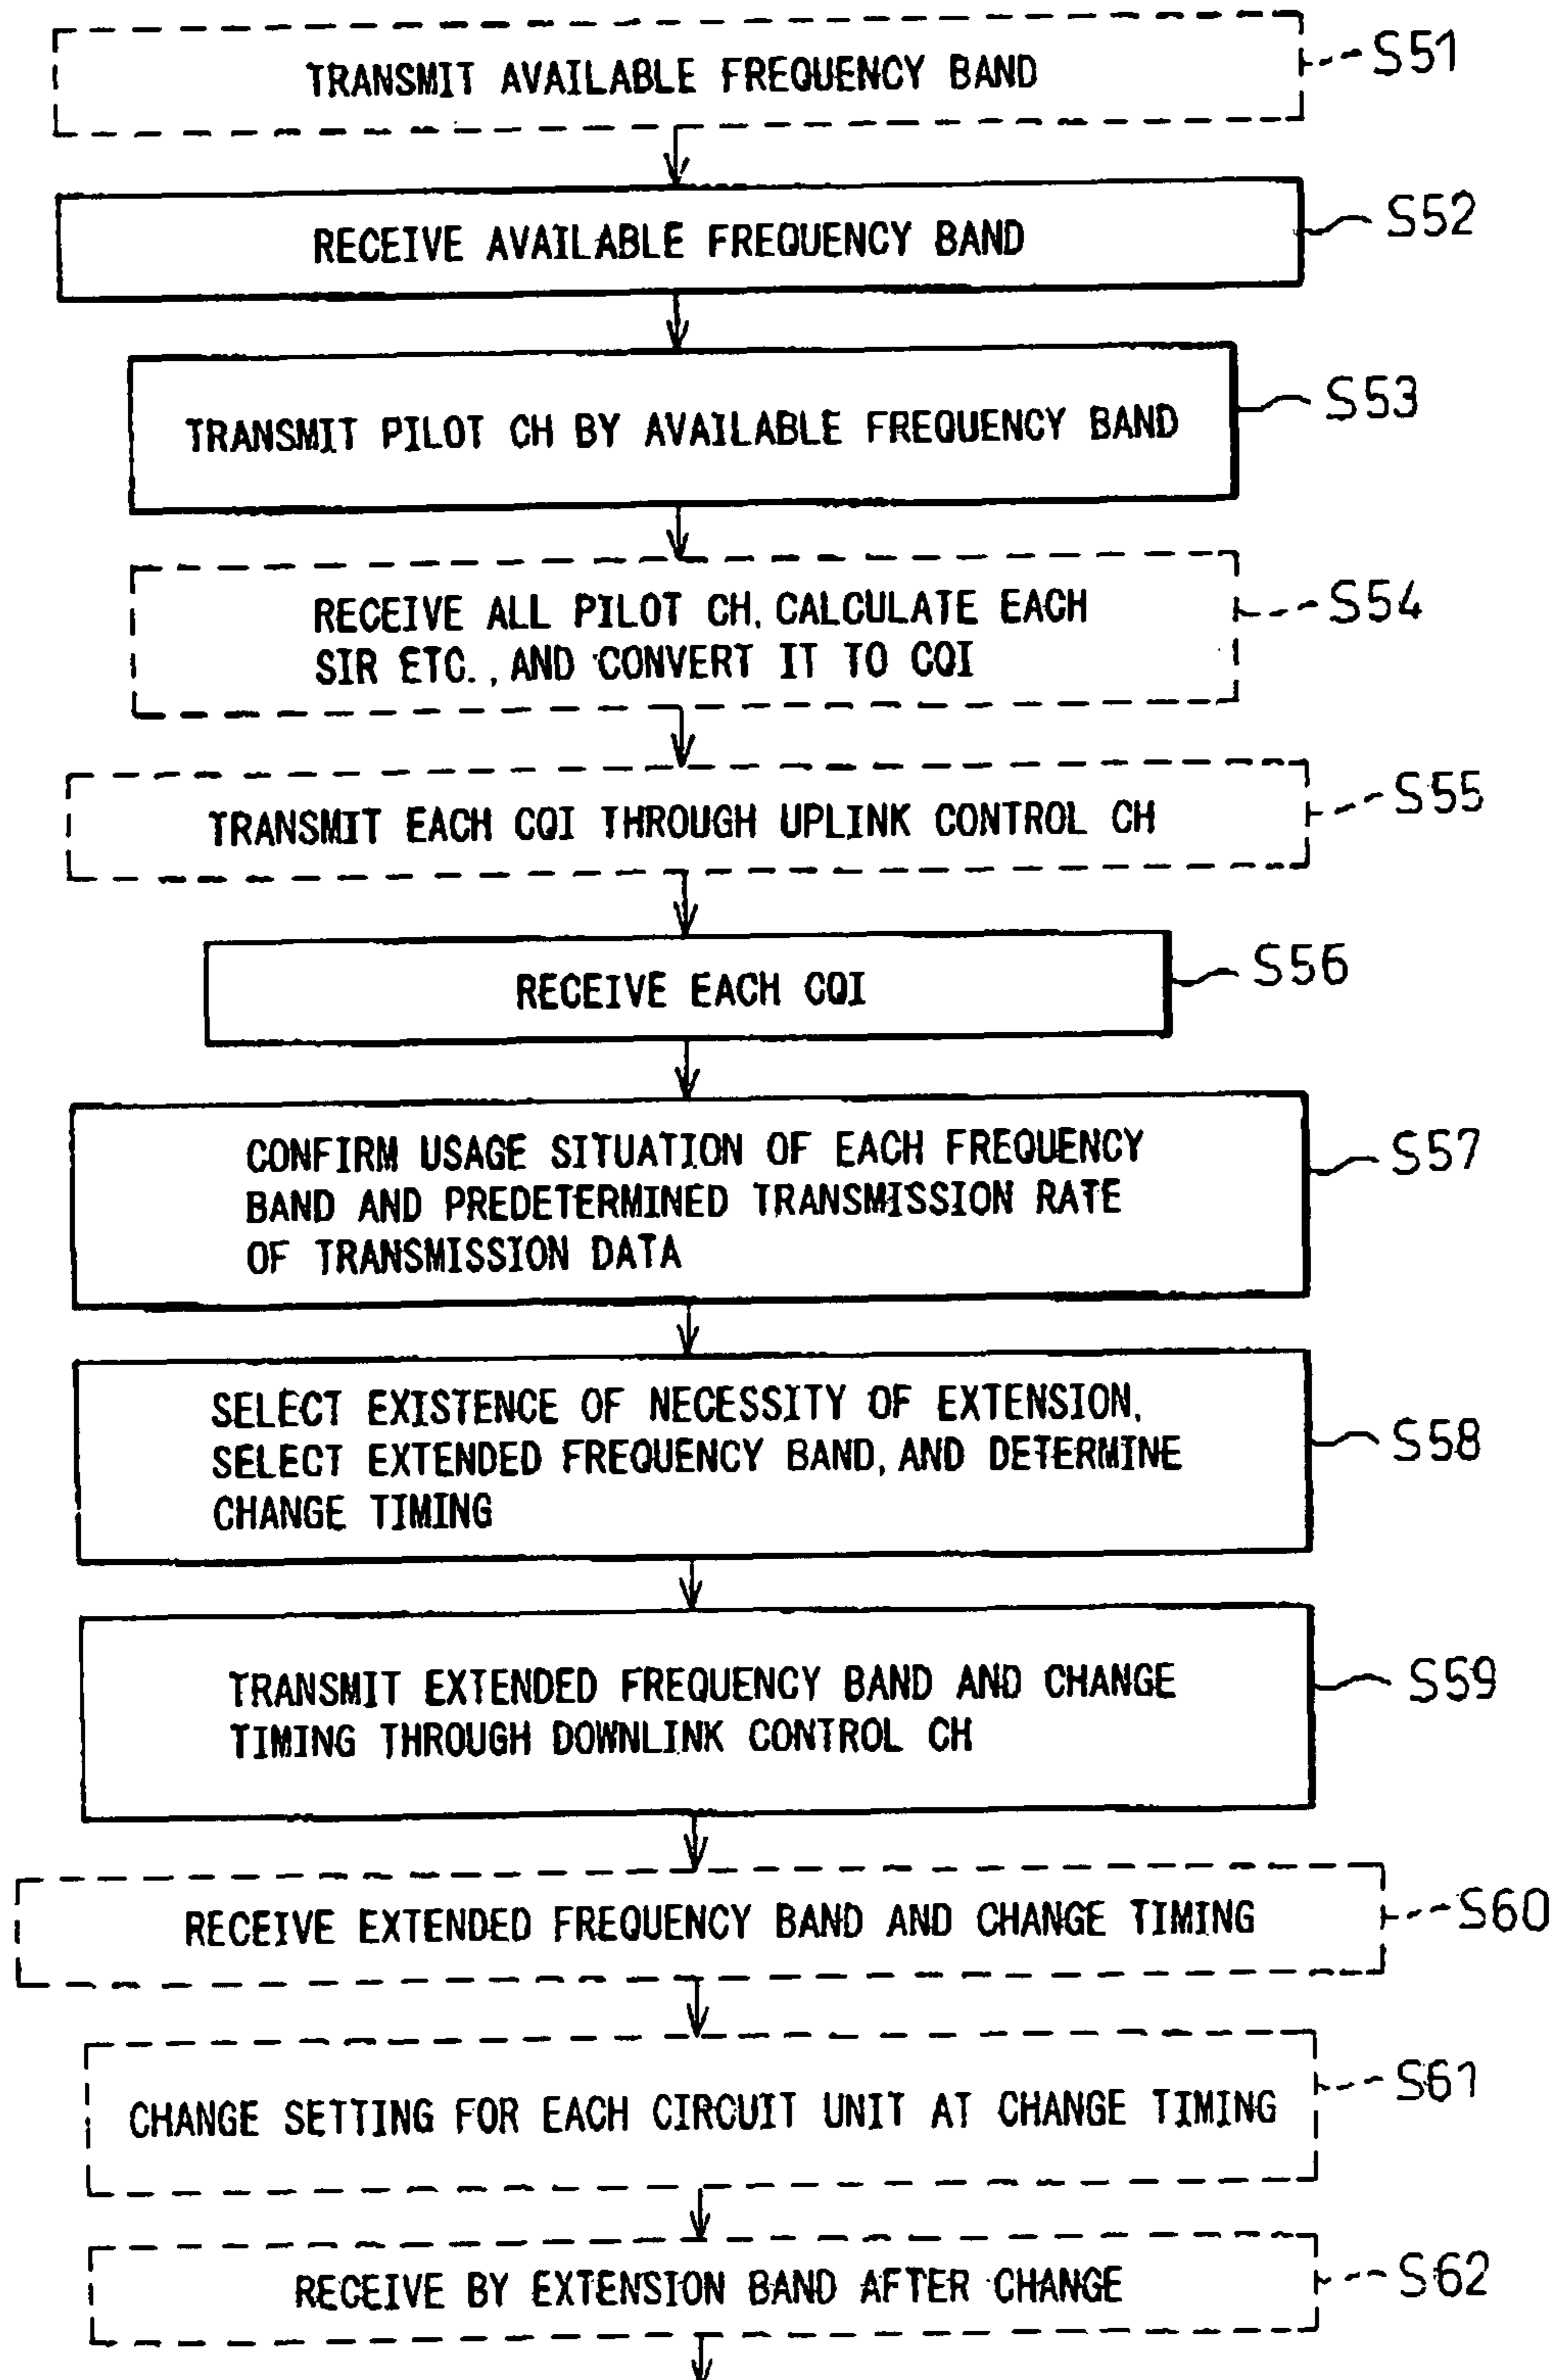 TRANSMIT AVAILABLE FREQUENCY BAND
S51
RECEIVE AVAILABLE FREQUENCY BAND
S52
TRANSMIT PILOT CH BY AVAILABLE FREQUENCY BAND
S53
RECEIVE ALL PILOT CH, CALCULATE EACH
SIR ETC., AND CONVERT IT TO CQI
S54
TRANSMIT EACH CQI THROUGH UPLINK CONTROL CH
S55
RECEIVE EACH CQI
S56
CONFIRM USAGE SITUATION OF EACH FREQUENCY
BAND AND PREDETERMINED TRANSMISSION RATE
OF TRANSMISSION DATA
S57
SELECT EXISTENCE OF NECESSITY OF EXTENSION,
SELECT EXTENDED FREQUENCY BAND, AND DETERMINE
CHANGE TIMING
S58
TRANSMIT EXTENDED FREQUENCY BAND AND CHANGE
TIMING THROUGH DOWNLINK CONTROL CH
S59
RECEIVE EXTENDED FREQUENCY BAND AND CHANGE TIMING
S60
CHANGE SETTING FOR EACH CIRCUIT UNIT AT CHANGE TIMING
S61
RECEIVE BY EXTENSION BAND AFTER CHANGE
S62